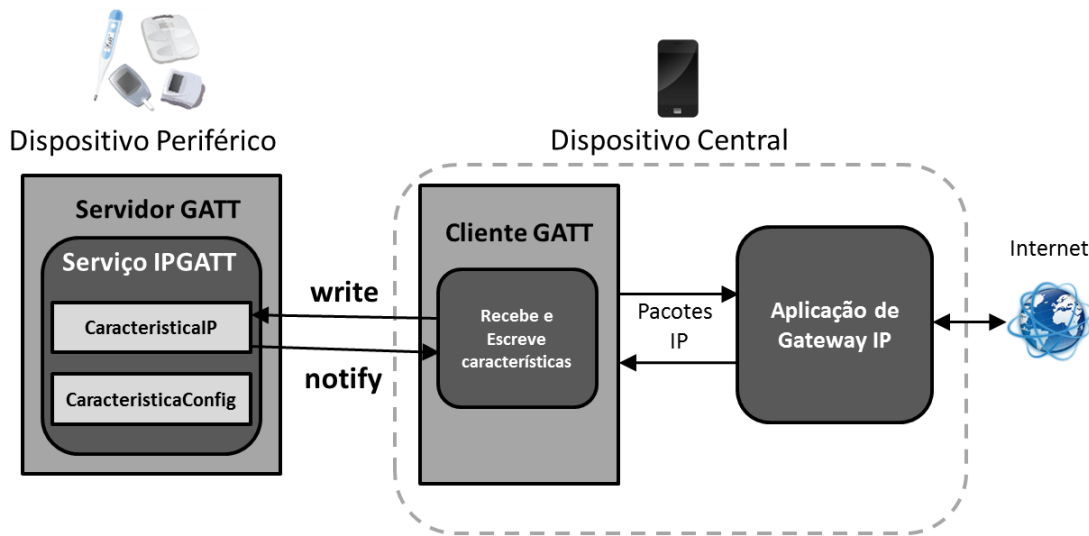 Dispositivo Periférico
Dispositivo Central
Servidor GATT
Serviço IPGATT
CaracteristicaIP
CaracteristicaConfig
write
notify
Cliente GATT
Recebe e
Escreve
características
Pacotes
IP
Aplicação de
Gateway IP
Internet